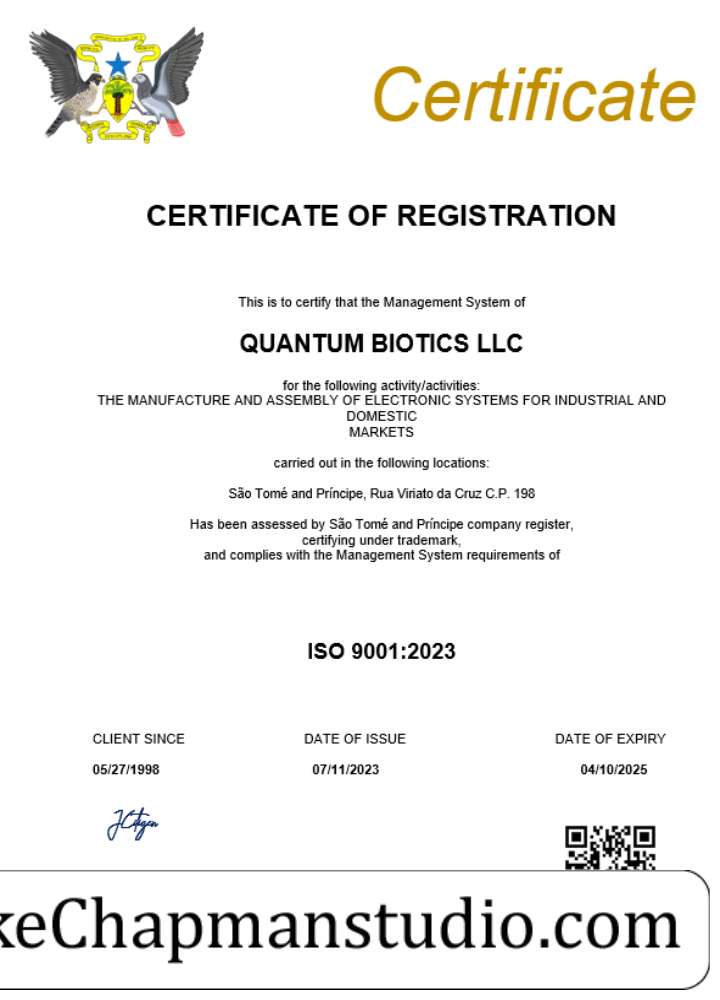 Certificate
CERTIFICATE OF REGISTRATION
This is to certify that the Management System of
QUANTUM BIOTICS LLC
for the following activity/activities:
THE MANUFACTURE AND ASSEMBLY OF ELECTRONIC SYSTEMS FOR INDUSTRIAL AND
DOMESTIC
MARKETS
carried out in the following locations:
São Tomé and Príncipe, Rua Viriato da Cruz C.P. 198
Has been assessed by São Tomé and Príncipe company register,
certifying under trademark,
and complies with the Management System requirements of
ISO 9001:2023
CLIENT SINCE DATE OF ISSUE DATE OF EXPIRY
05/27/1998 07/11/2023 04/10/2025
keChapmanstudio.com